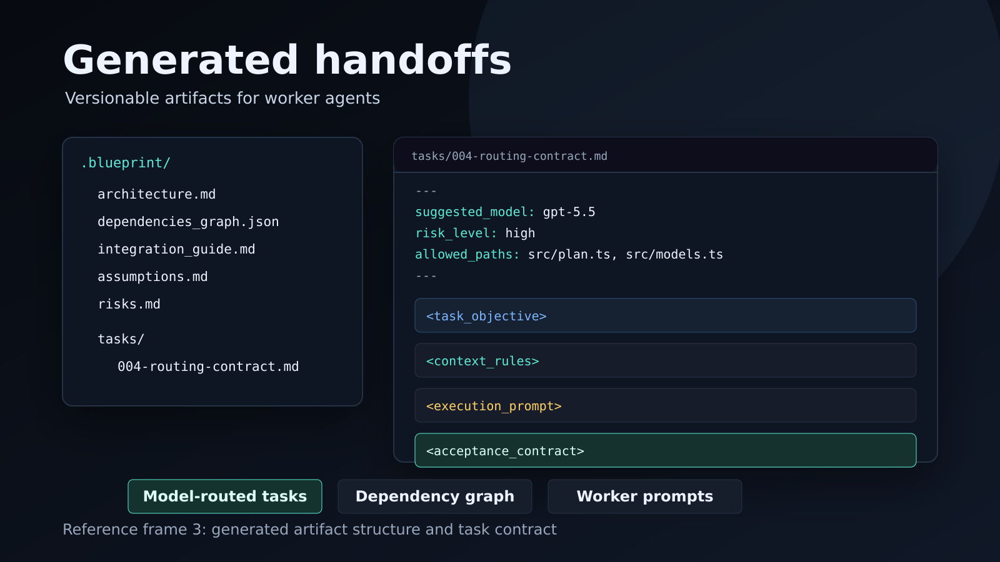 Generated handoffs
Versionable artifacts for worker agents
.blueprint/
architecture.md
dependencies_graph.json
integration_guide.md
assumptions.md
risks.md
tasks/
004-routing-contract.md
tasks/004-routing-contract.md
---
suggested_model: gpt-5.5
risk_level: high
allowed_paths: src/plan.ts, src/models.ts
---
<task_objective>
<context_rules>
<execution_prompt>
<acceptance_contract>
Model-routed tasks
Dependency graph
Worker prompts
Reference frame 3: generated artifact structure and task contract